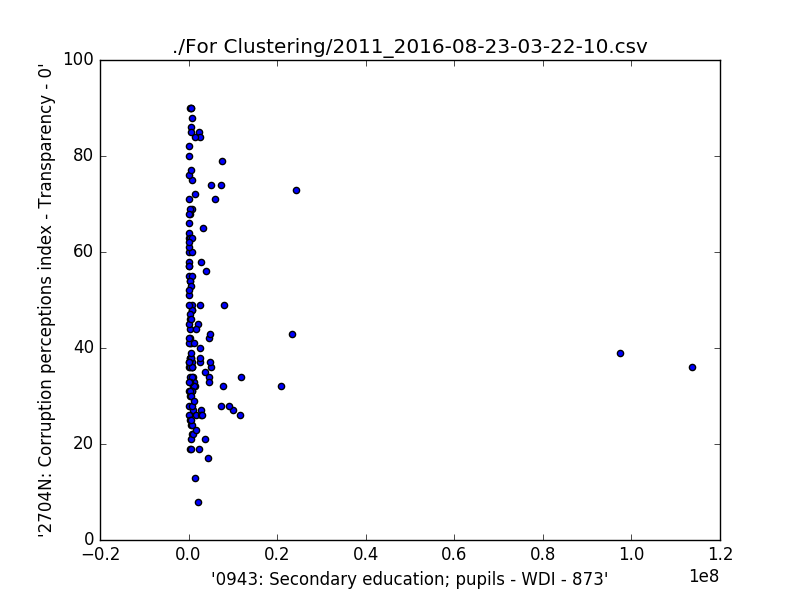 ./For Clustering/2011_2016-08-23-03-22-10.csv
'2704N: Corruption perceptions index - Transparency - 0'
100
80
60
40
20
0
−0.2 0.0 0.2 0.4 0.6 0.8 1.0 1.2
1e8
'0943: Secondary education; pupils - WDI - 873'